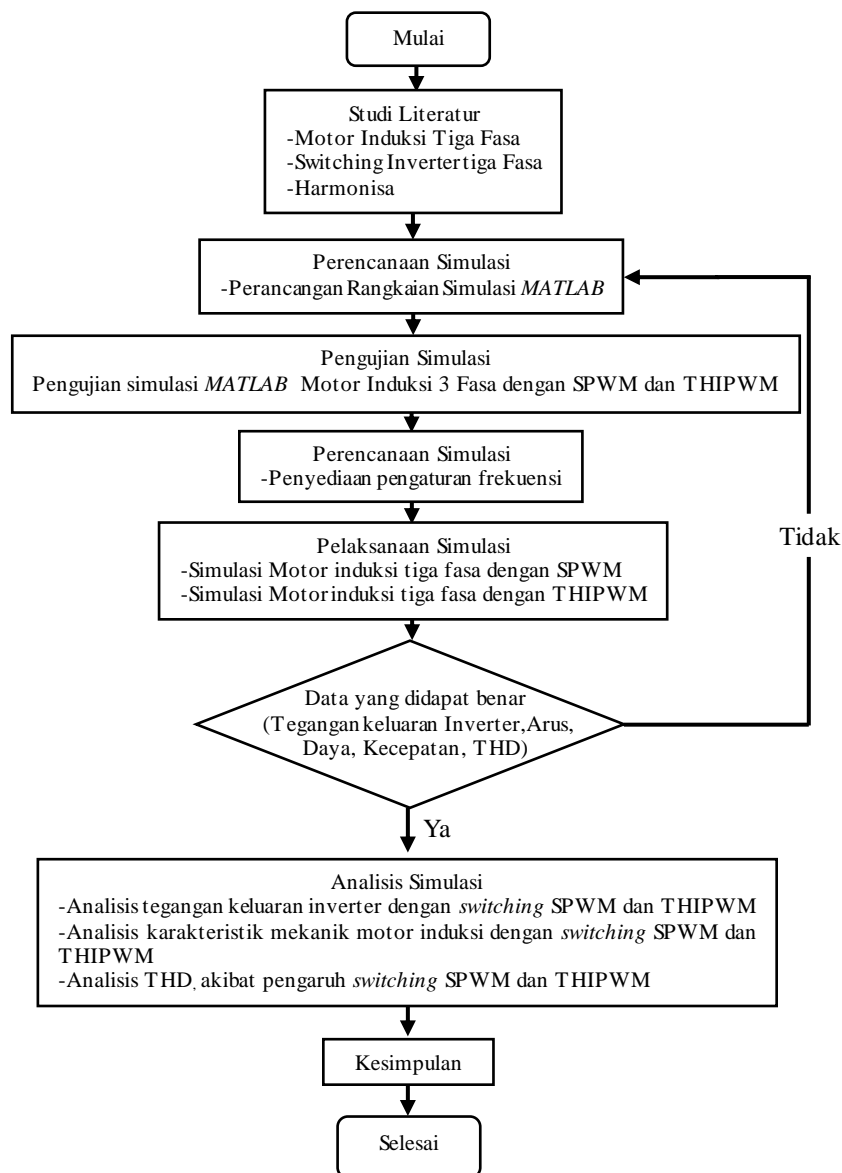 Mulai
Studi Literatur
-Motor Induksi Tiga Fasa
-Switching Invertertiga Fasa
-Harmonisa
Perencanaan Simulasi
-Perancangan Rangkaian Simulasi MATLAB
Pengujian Simulasi
Pengujian simulasi MATLAB Motor Induksi 3 Fasa dengan SPWM dan THIPWM
Perencanaan Simulasi
-Penyediaan pengaturan frekuensi
Pelaksanaan Simulasi
-Simulasi Motor induksi tiga fasa dengan SPWM
-Simulasi Motor induksi tiga fasa dengan THIPWM
Tidak
Data yang didapat benar
(Tegangan keluaran Inverter,Arus,
Daya, Kecepatan, THD)
Ya
Analisis Simulasi
-Analisis tegangan keluaran inverter dengan switching SPWM dan THIPWM
-Analisis karakteristik mekanik motor induksi dengan switching SPWM dan
THIPWM
-Analisis THD, akibat pengaruh switching SPWM dan THIPWM
Kesimpulan
Selesai